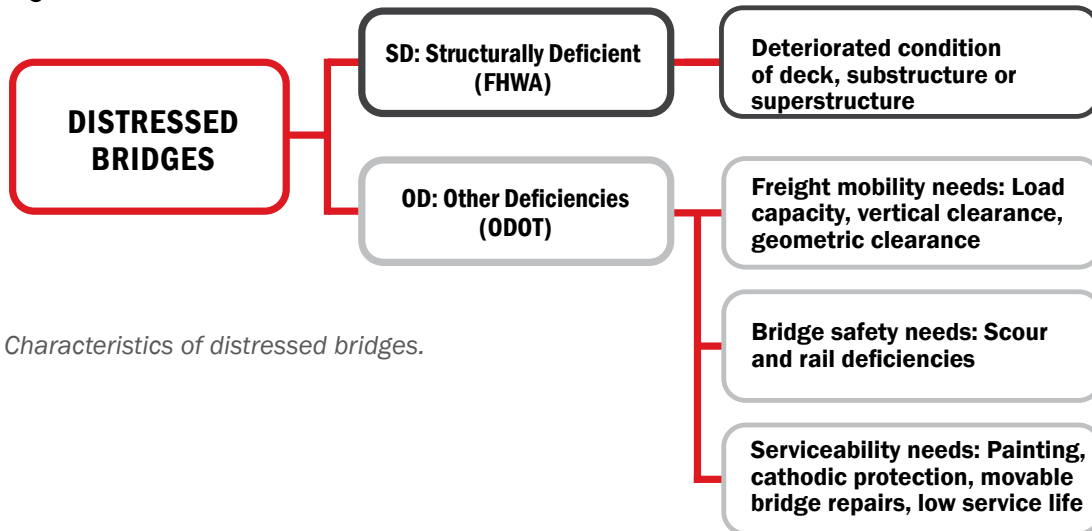 DISTRESSED
BRIDGES
SD: Structurally Deficient
(FHWA)
Deteriorated condition
of deck, substructure or
superstructure
OD: Other Deficiencies
(ODOT)
Freight mobility needs: Load
capacity, vertical clearance,
geometric clearance
Bridge safety needs: Scour
and rail deficiencies
Serviceability needs: Painting,
cathodic protection, movable
bridge repairs, low service life
Characteristics of distressed bridges.